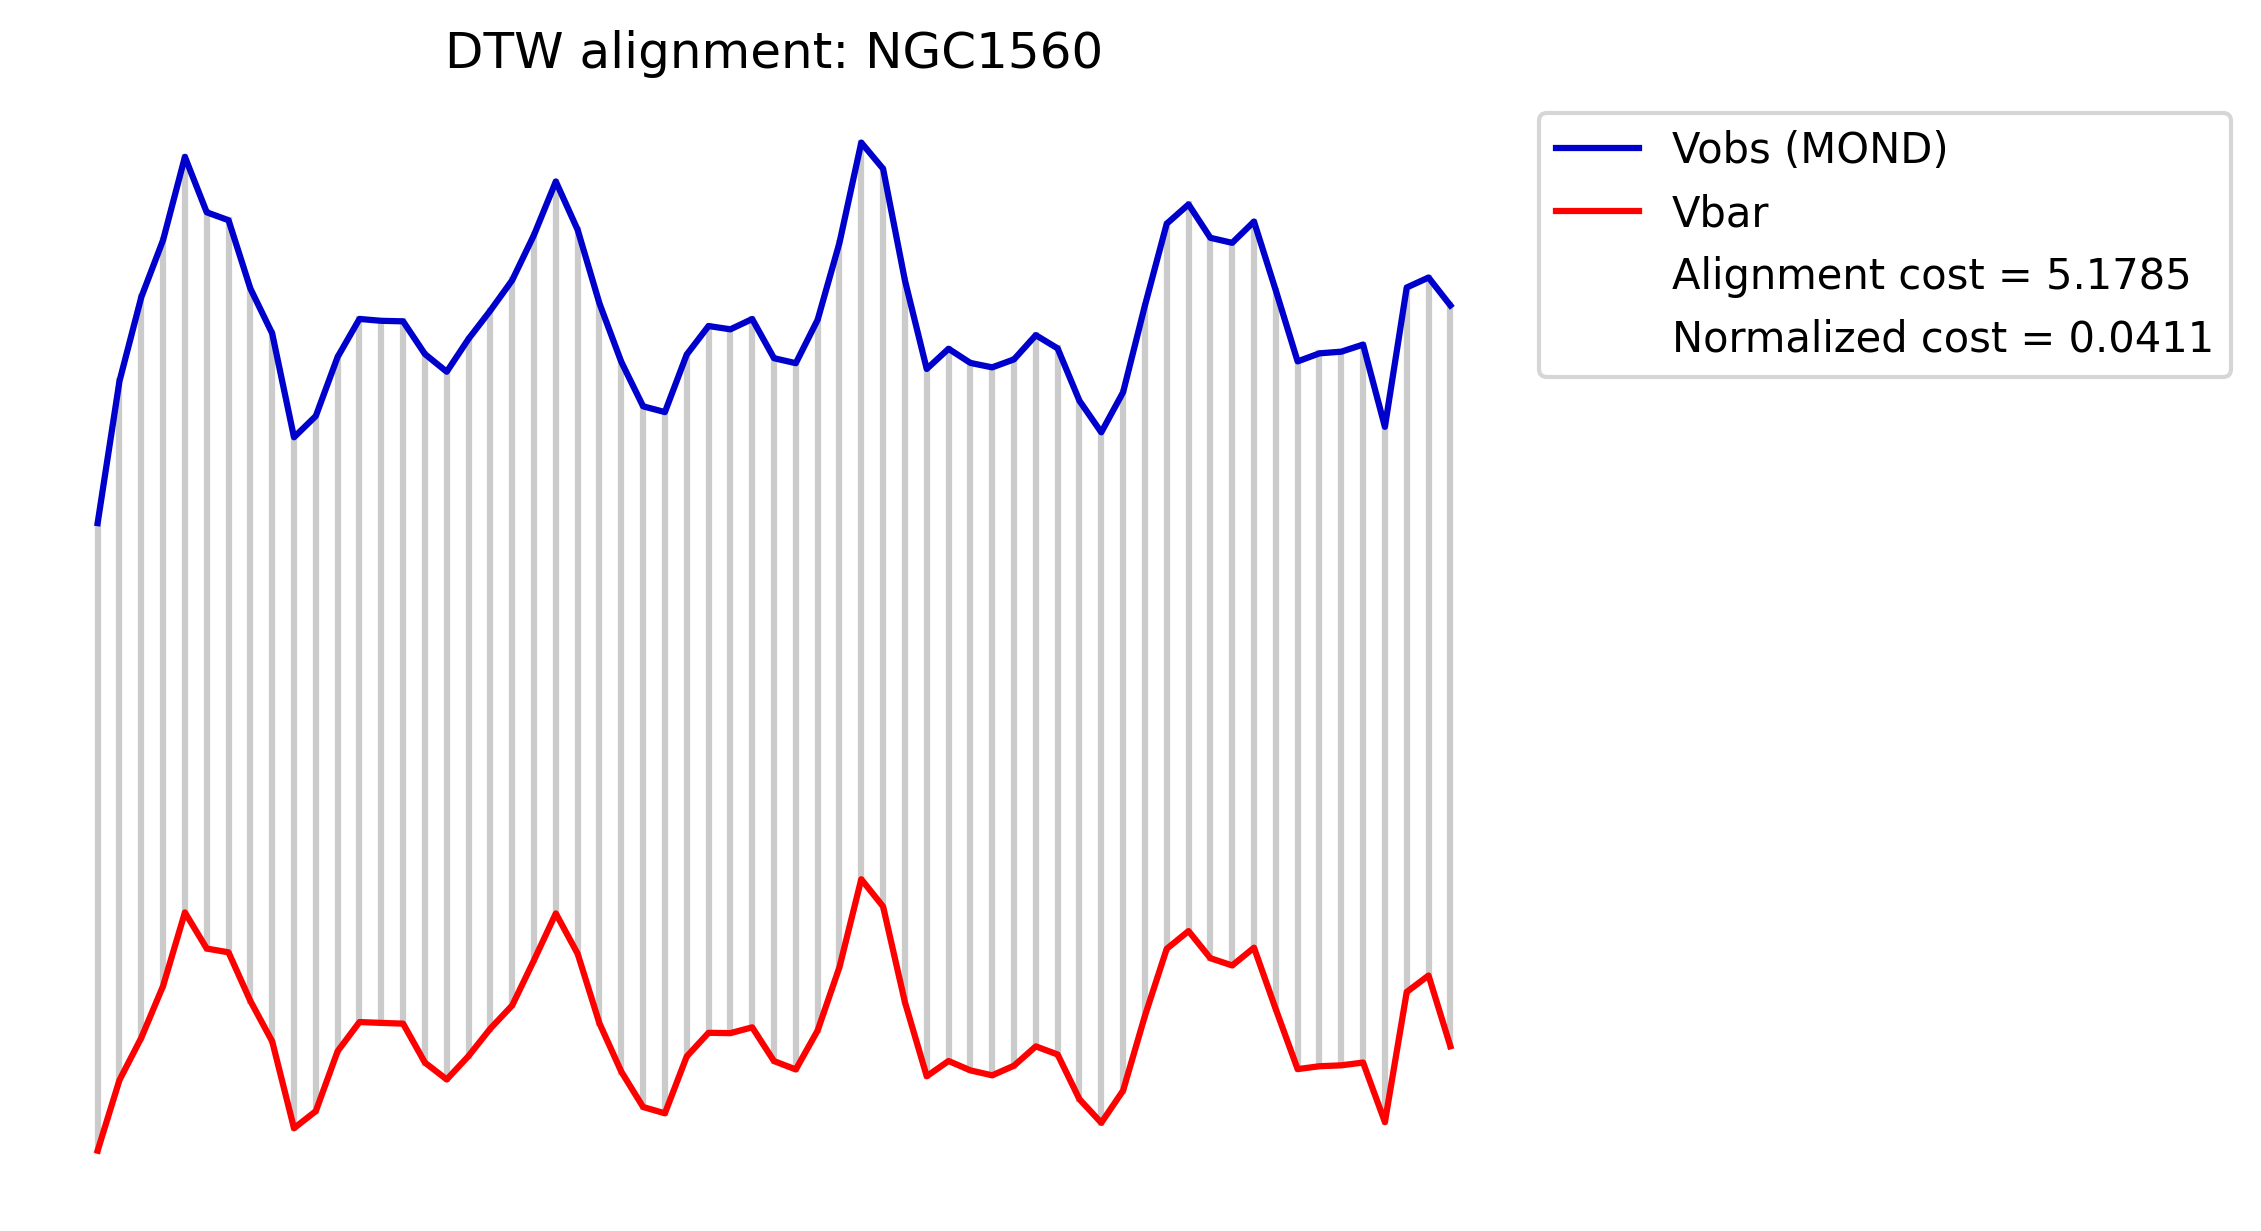 DTW alignment: NGC1560
Vobs (MOND)
Vbar
Alignment cost = 5.1785
Normalized cost = 0.0411